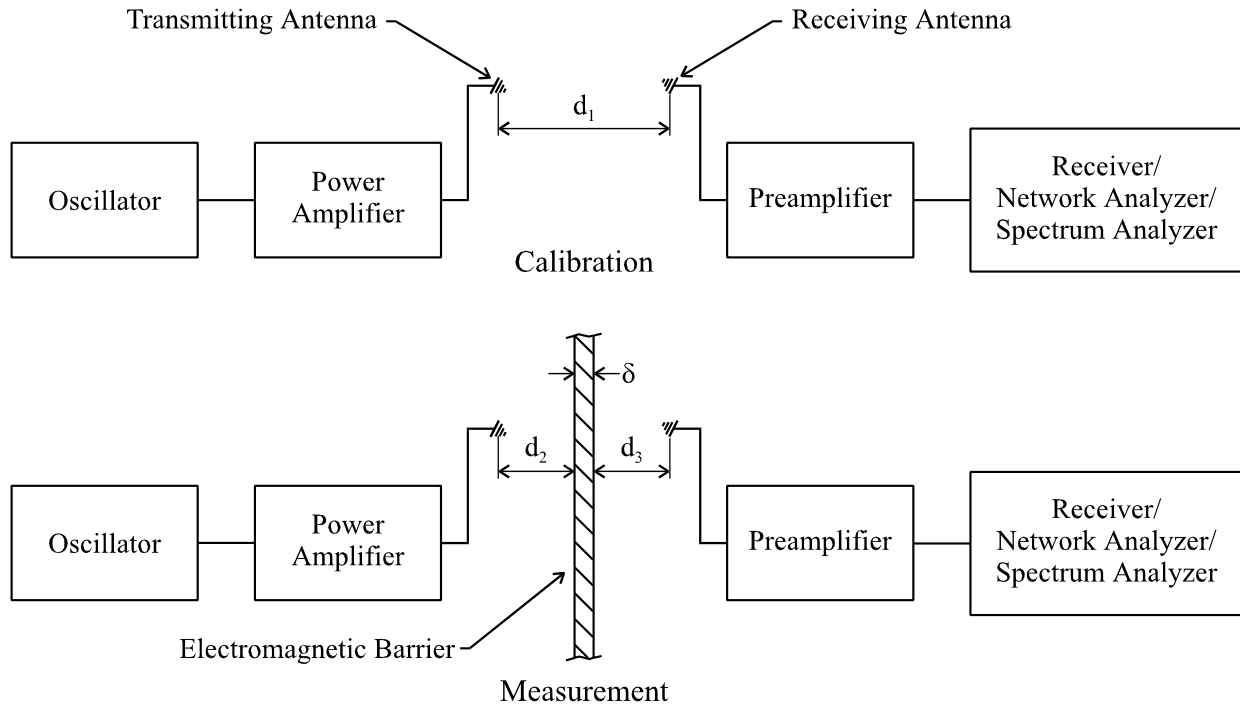 Transmitting Antenna
Receiving Antenna
d₁
Oscillator
Power
Amplifier
Preamplifier
Receiver/
Network Analyzer/
Spectrum Analyzer
Calibration
δ
d₂
d₃
Oscillator
Power
Amplifier
Preamplifier
Receiver/
Network Analyzer/
Spectrum Analyzer
Electromagnetic Barrier
Measurement